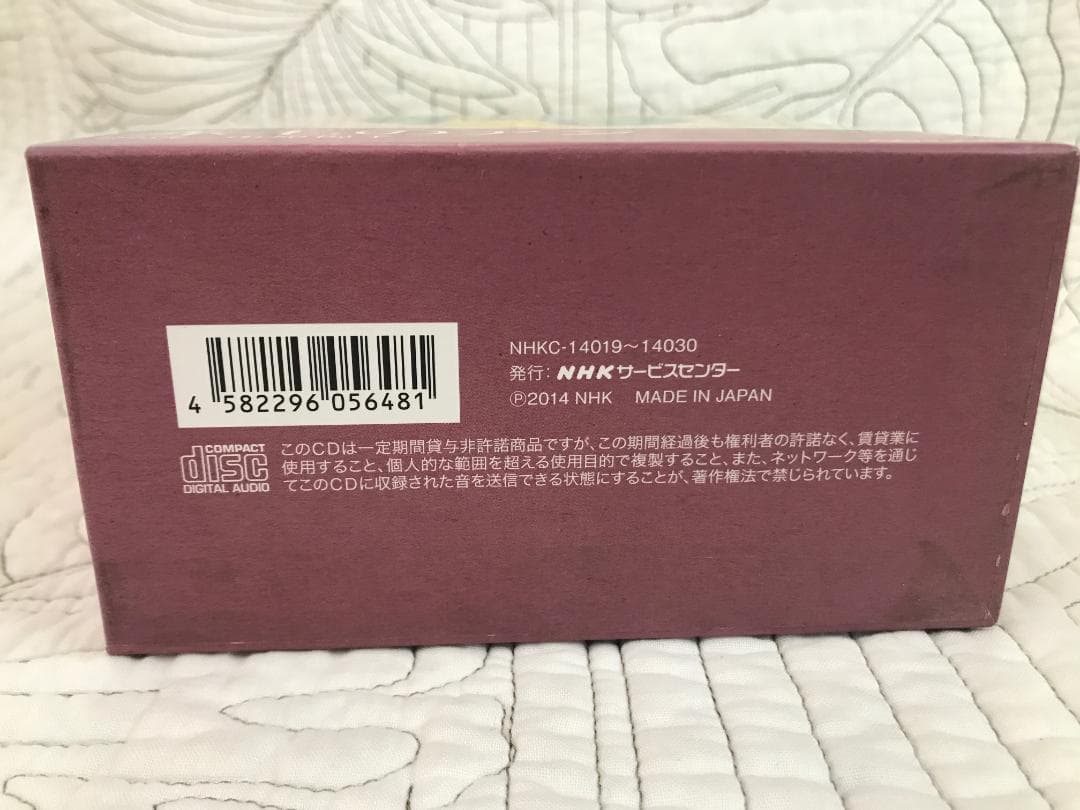 NHKC-14019～14030
発行：NHKサービスセンター
Ⓟ2014 NHK MADE IN JAPAN
4 582296 056481
COMPACT
disc
DIGITAL AUDIO
このCDは一定期間貸与非許諾商品ですが、この期間経過後も権利者の許諾なく、賃貸業に
使用すること、個人的な範囲を超える使用目的で複製すること、また、ネットワーク等を通じ
てこのCDに収録された音を送信できる状態にすることが、著作権法で禁じられています。